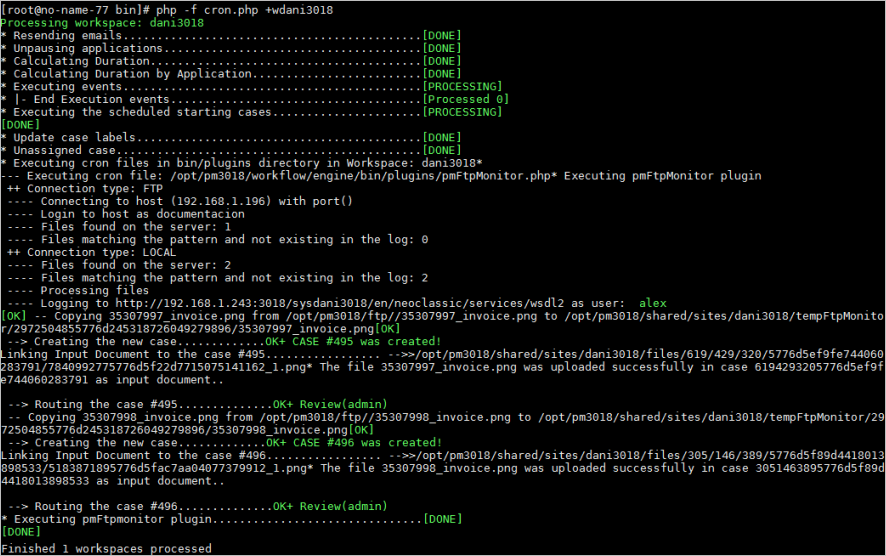 [root@no-name-77 bin]# php -f cron.php +wdani3018
Processing workspace: dani3018
* Resending emails............................................[DONE]
* Unpausing applications......................................[DONE]
* Calculating Duration........................................[DONE]
* Calculating Duration by Application.........................[DONE]
* Executing events............................................[PROCESSING]
* |- End Execution events.....................................[Processed 0]
* Executing the scheduled starting cases......................[PROCESSING]
[DONE]
* Update case labels..........................................[DONE]
* Unassigned case.............................................[DONE]
* Executing cron files in bin/plugins directory in Workspace: dani3018*
--- Executing cron file: /opt/pm3018/workflow/engine/bin/plugins/pmFtpMonitor.php* Executing pmFtpMonitor plugin
++ Connection type: FTP
---- Connecting to host (192.168.1.196) with port()
---- Login to host as documentacion
---- Files found on the server: 1
---- Files matching the pattern and not existing in the log: 0
++ Connection type: LOCAL
---- Files found on the server: 2
---- Files matching the pattern and not existing in the log: 2
---- Processing files
---- Logging to http://192.168.1.243:3018/sysdani3018/en/neoclassic/services/wsdl2 as user:  alex
[OK] -- Copying 35307997_invoice.png from /opt/pm3018/ftp//35307997_invoice.png to /opt/pm3018/shared/sites/dani3018/tempFtpMonito
r/2972504855776d245318726049279896/35307997_invoice.png[OK]
--> Creating the new case.............OK+ CASE #495 was created!
Linking Input Document to the case #495................. -->>/opt/pm3018/shared/sites/dani3018/files/619/429/320/5776d5ef9fe744060
283791/7840992775776d5f22d7715075141162_1.png* The file 35307997_invoice.png was uploaded successfully in case 6194293205776d5ef9f
e744060283791 as input document..
--> Routing the case #495..............OK+ Review(admin)
-- Copying 35307998_invoice.png from /opt/pm3018/ftp//35307998_invoice.png to /opt/pm3018/shared/sites/dani3018/tempFtpMonitor/29
72504855776d245318726049279896/35307998_invoice.png[OK]
--> Creating the new case.............OK+ CASE #496 was created!
Linking Input Document to the case #496................. -->>/opt/pm3018/shared/sites/dani3018/files/305/146/389/5776d5f89d4418013
898533/5183871895776d5fac7aa04077379912_1.png* The file 35307998_invoice.png was uploaded successfully in case 3051463895776d5f89d
4418013898533 as input document..
--> Routing the case #496..............OK+ Review(admin)
* Executing pmFtpmonitor plugin...............................[DONE]
[DONE]
Finished 1 workspaces processed